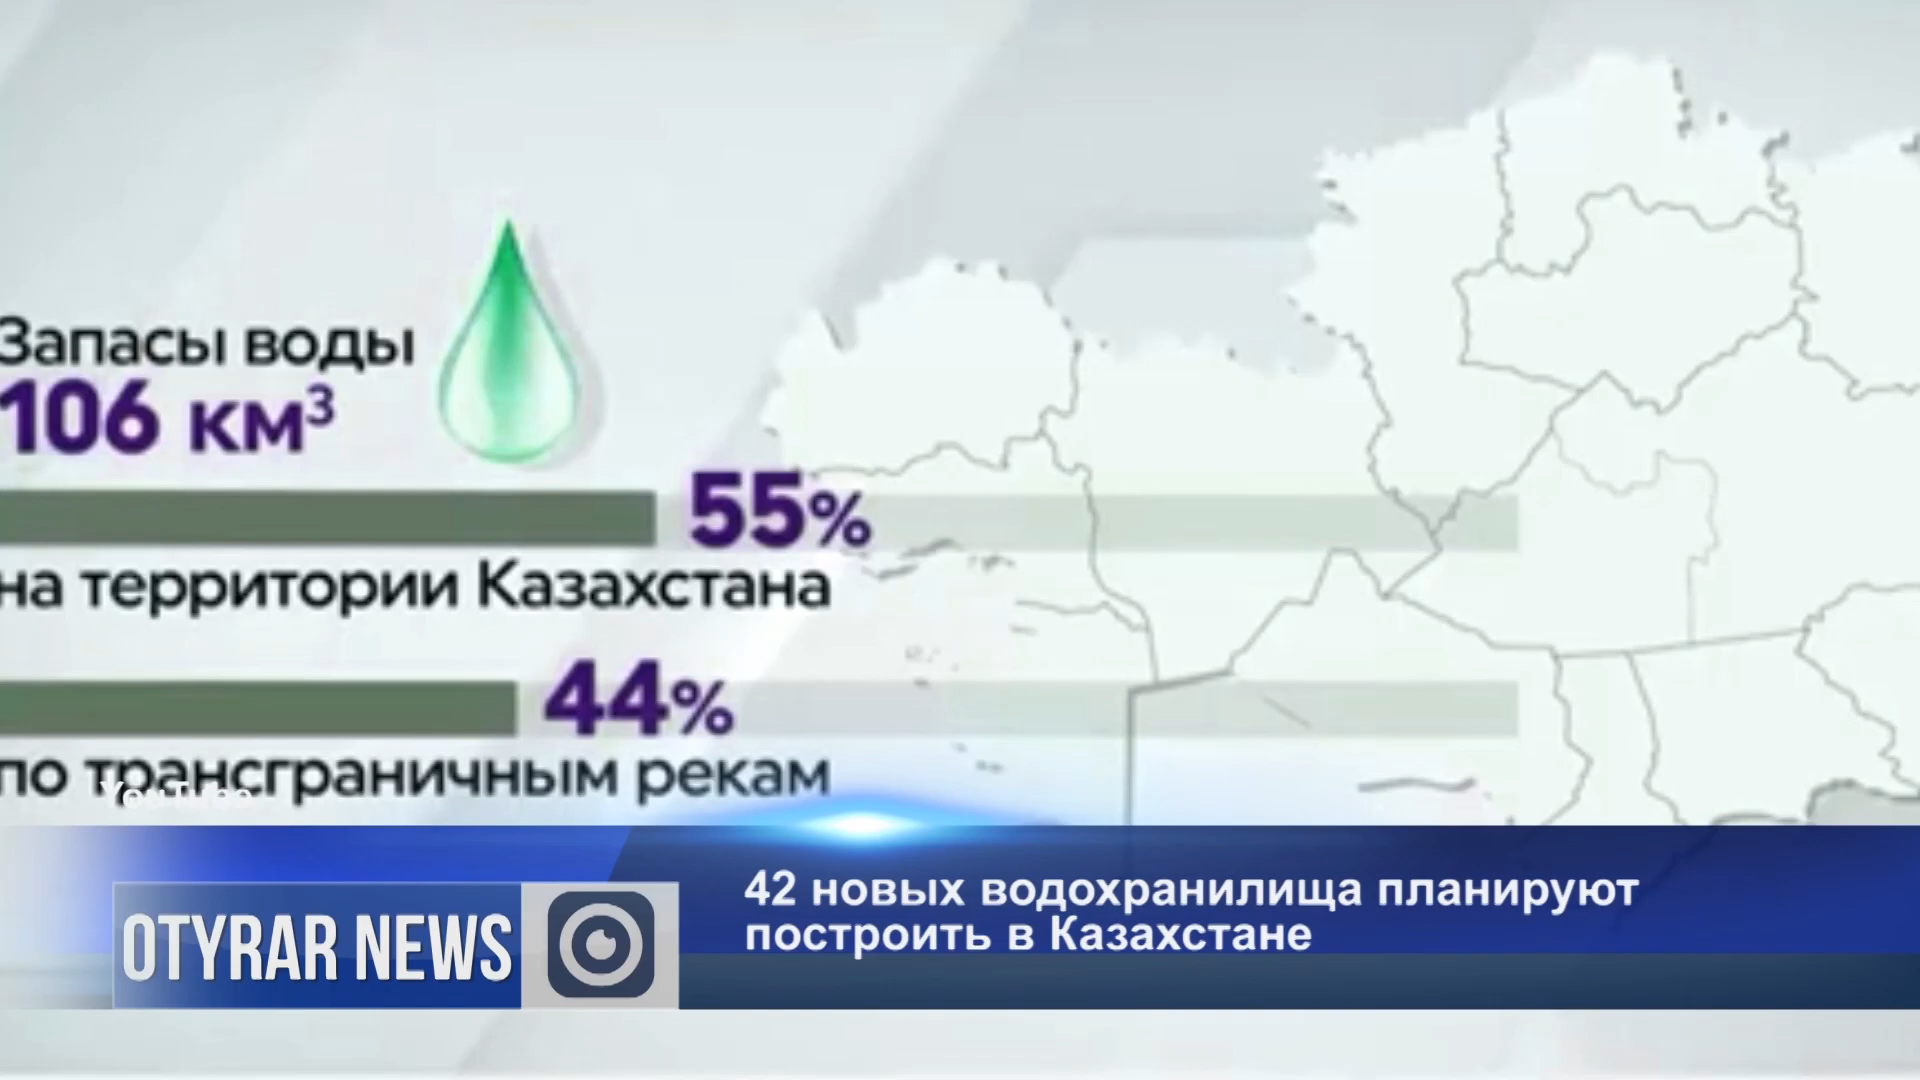 Запасы воды
106 км³
55%
на территории Казахстана
44%
по трансграничным рекам
YouTube
42 новых водохранилища планируют
построить в Казахстане
OTYRAR NEWS